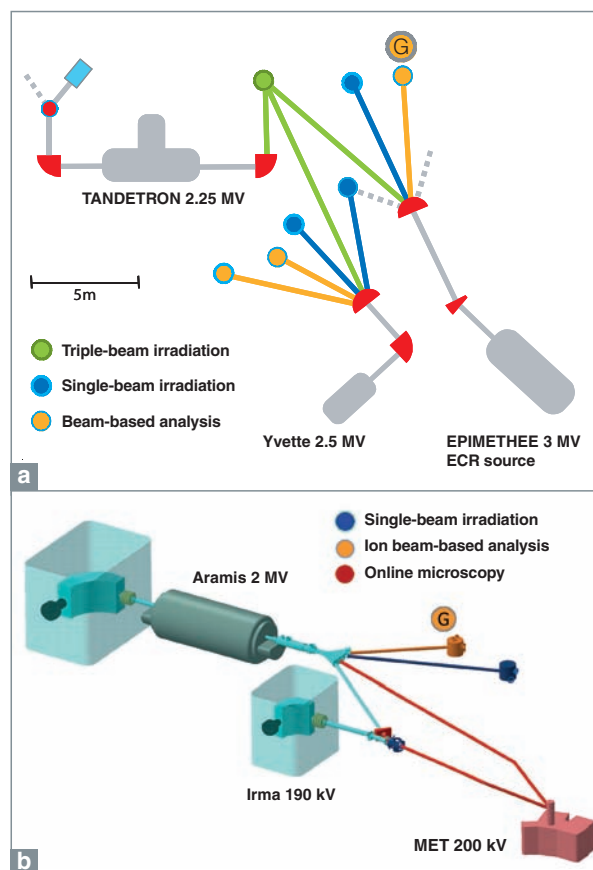 G
TANDETRON 2.25 MV
5m
Triple-beam irradiation
Single-beam irradiation
Beam-based analysis
Yvette 2.5 MV
EPIMETHEE 3 MV
ECR source
a
Single-beam irradiation
Ion beam-based analysis
Online microscopy
Aramis 2 MV
G
Irma 190 kV
MET 200 kV
b